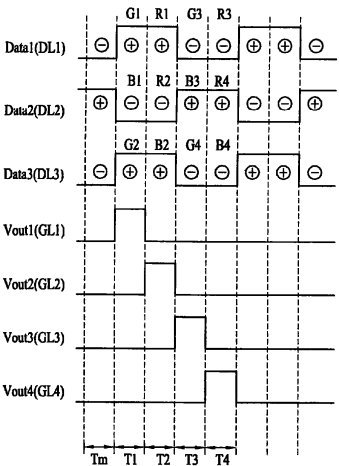 G1 R1 G3 R3
Data1(DL1) ⊖ ⊕ ⊕ ⊖ ⊖ ⊕ ⊕ ⊖
B1 R2 B3 R4
Data2(DL2) ⊕ ⊖ ⊖ ⊕ ⊕ ⊖ ⊖ ⊕
G2 B2 G4 B4
Data3(DL3) ⊖ ⊕ ⊕ ⊖ ⊖ ⊕ ⊕ ⊖
Vout1(GL1)
Vout2(GL2)
Vout3(GL3)
Vout4(GL4)
Tm T1 T2 T3 T4